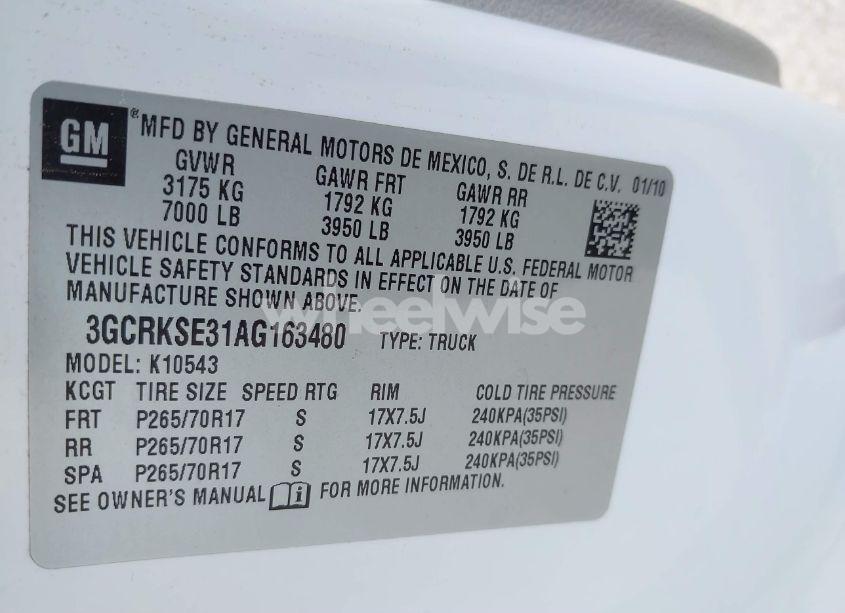 GM
® MFD BY GENERAL MOTORS DE MEXICO, S. DE R.L. DE C.V. 01/10
GVWR GAWR FRT GAWR RR
3175 KG 1792 KG 1792 KG
7000 LB 3950 LB 3950 LB
THIS VEHICLE CONFORMS TO ALL APPLICABLE U.S. FEDERAL MOTOR
VEHICLE SAFETY STANDARDS IN EFFECT ON THE DATE OF
MANUFACTURE SHOWN ABOVE.
wheelwise
3GCRKSE31AG163480 TYPE: TRUCK
MODEL: K10543
KCGT TIRE SIZE SPEED RTG RIM COLD TIRE PRESSURE
FRT P265/70R17 S 17X7.5J 240KPA(35PSI)
RR P265/70R17 S 17X7.5J 240KPA(35PSI)
SPA P265/70R17 S 17X7.5J 240KPA(35PSI)
SEE OWNER'S MANUAL i FOR MORE INFORMATION.